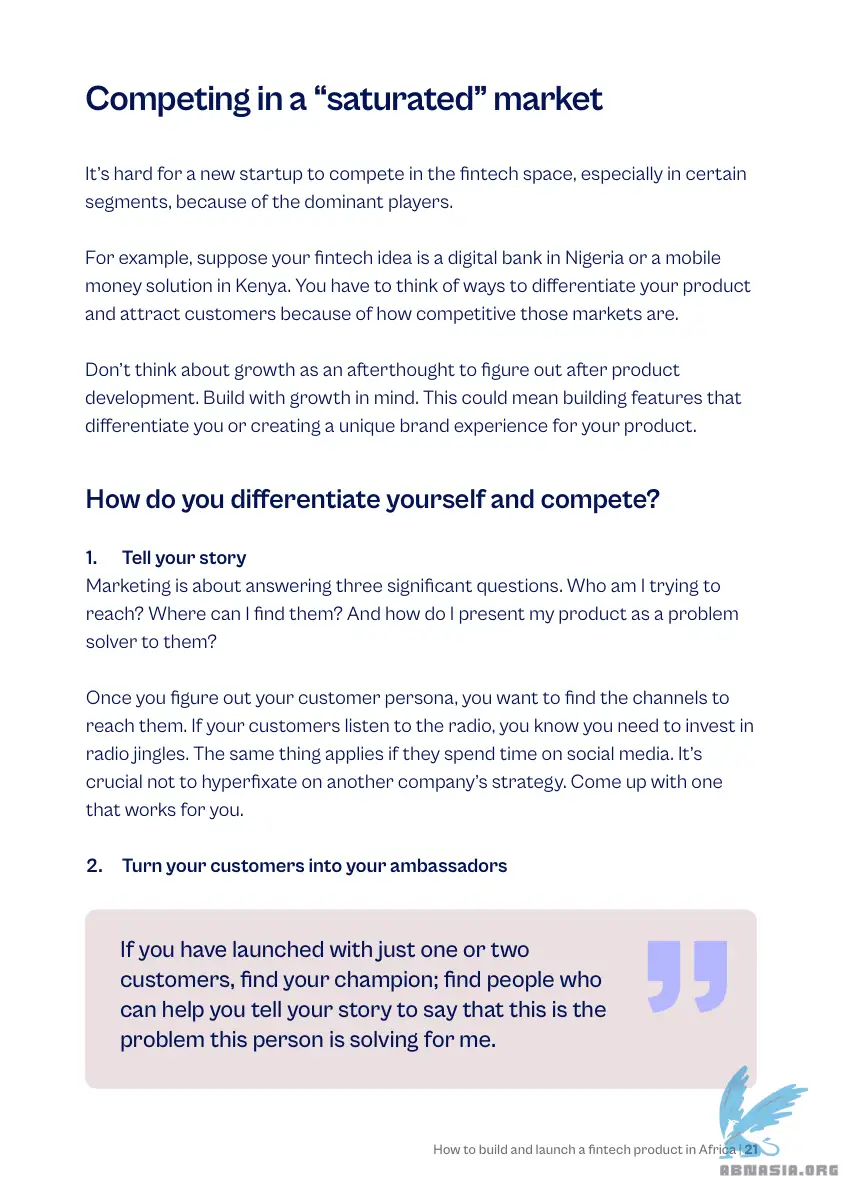 Competing in a “saturated” market
It’s hard for a new startup to compete in the fintech space, especially in certain
segments, because of the dominant players.
For example, suppose your fintech idea is a digital bank in Nigeria or a mobile
money solution in Kenya. You have to think of ways to differentiate your product
and attract customers because of how competitive those markets are.
Don’t think about growth as an afterthought to figure out after product
development. Build with growth in mind. This could mean building features that
differentiate you or creating a unique brand experience for your product.
How do you differentiate yourself and compete?
1. Tell your story
Marketing is about answering three significant questions. Who am I trying to
reach? Where can I find them? And how do I present my product as a problem
solver to them?
Once you figure out your customer persona, you want to find the channels to
reach them. If your customers listen to the radio, you know you need to invest in
radio jingles. The same thing applies if they spend time on social media. It’s
crucial not to hyperfixate on another company’s strategy. Come up with one
that works for you.
2. Turn your customers into your ambassadors
If you have launched with just one or two
customers, find your champion; find people who
can help you tell your story to say that this is the
problem this person is solving for me.
”
How to build and launch a fintech product in Africa | 21
ABNASIA.ORG